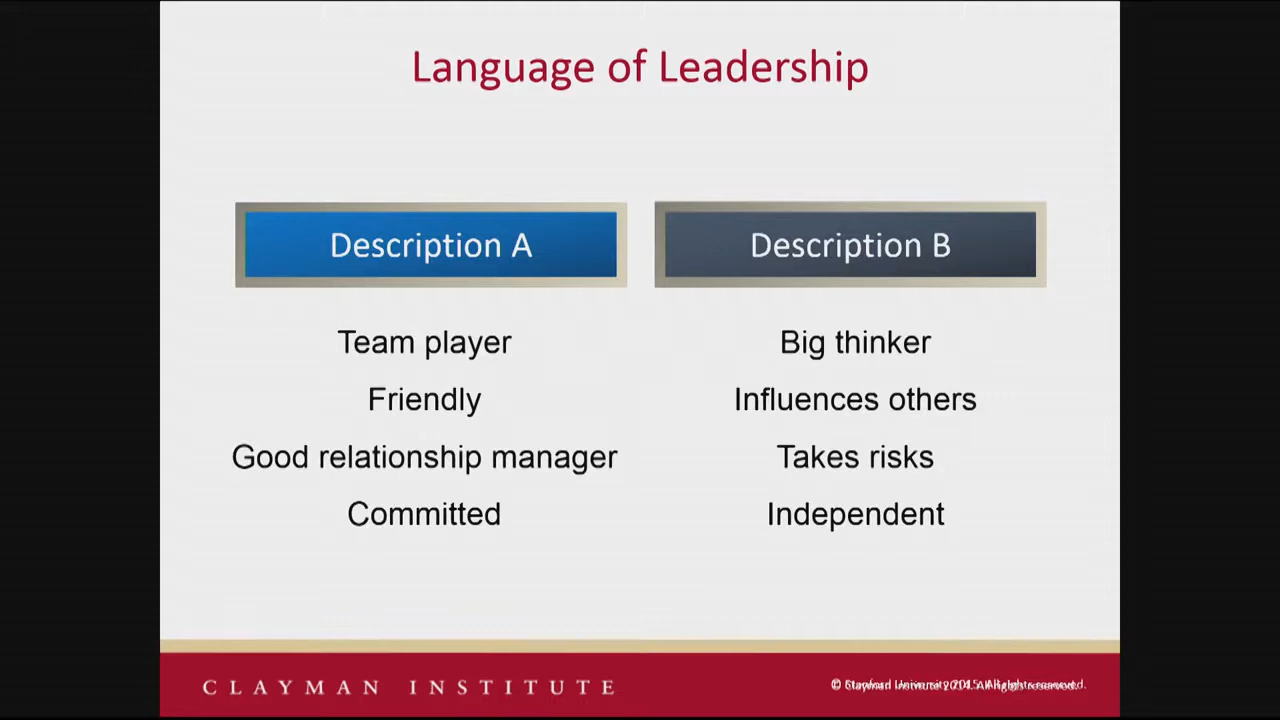 Language of Leadership
Description A
Description B
Team player
Big thinker
Friendly
Influences others
Good relationship manager
Takes risks
Committed
Independent
CLAYMAN INSTITUTE